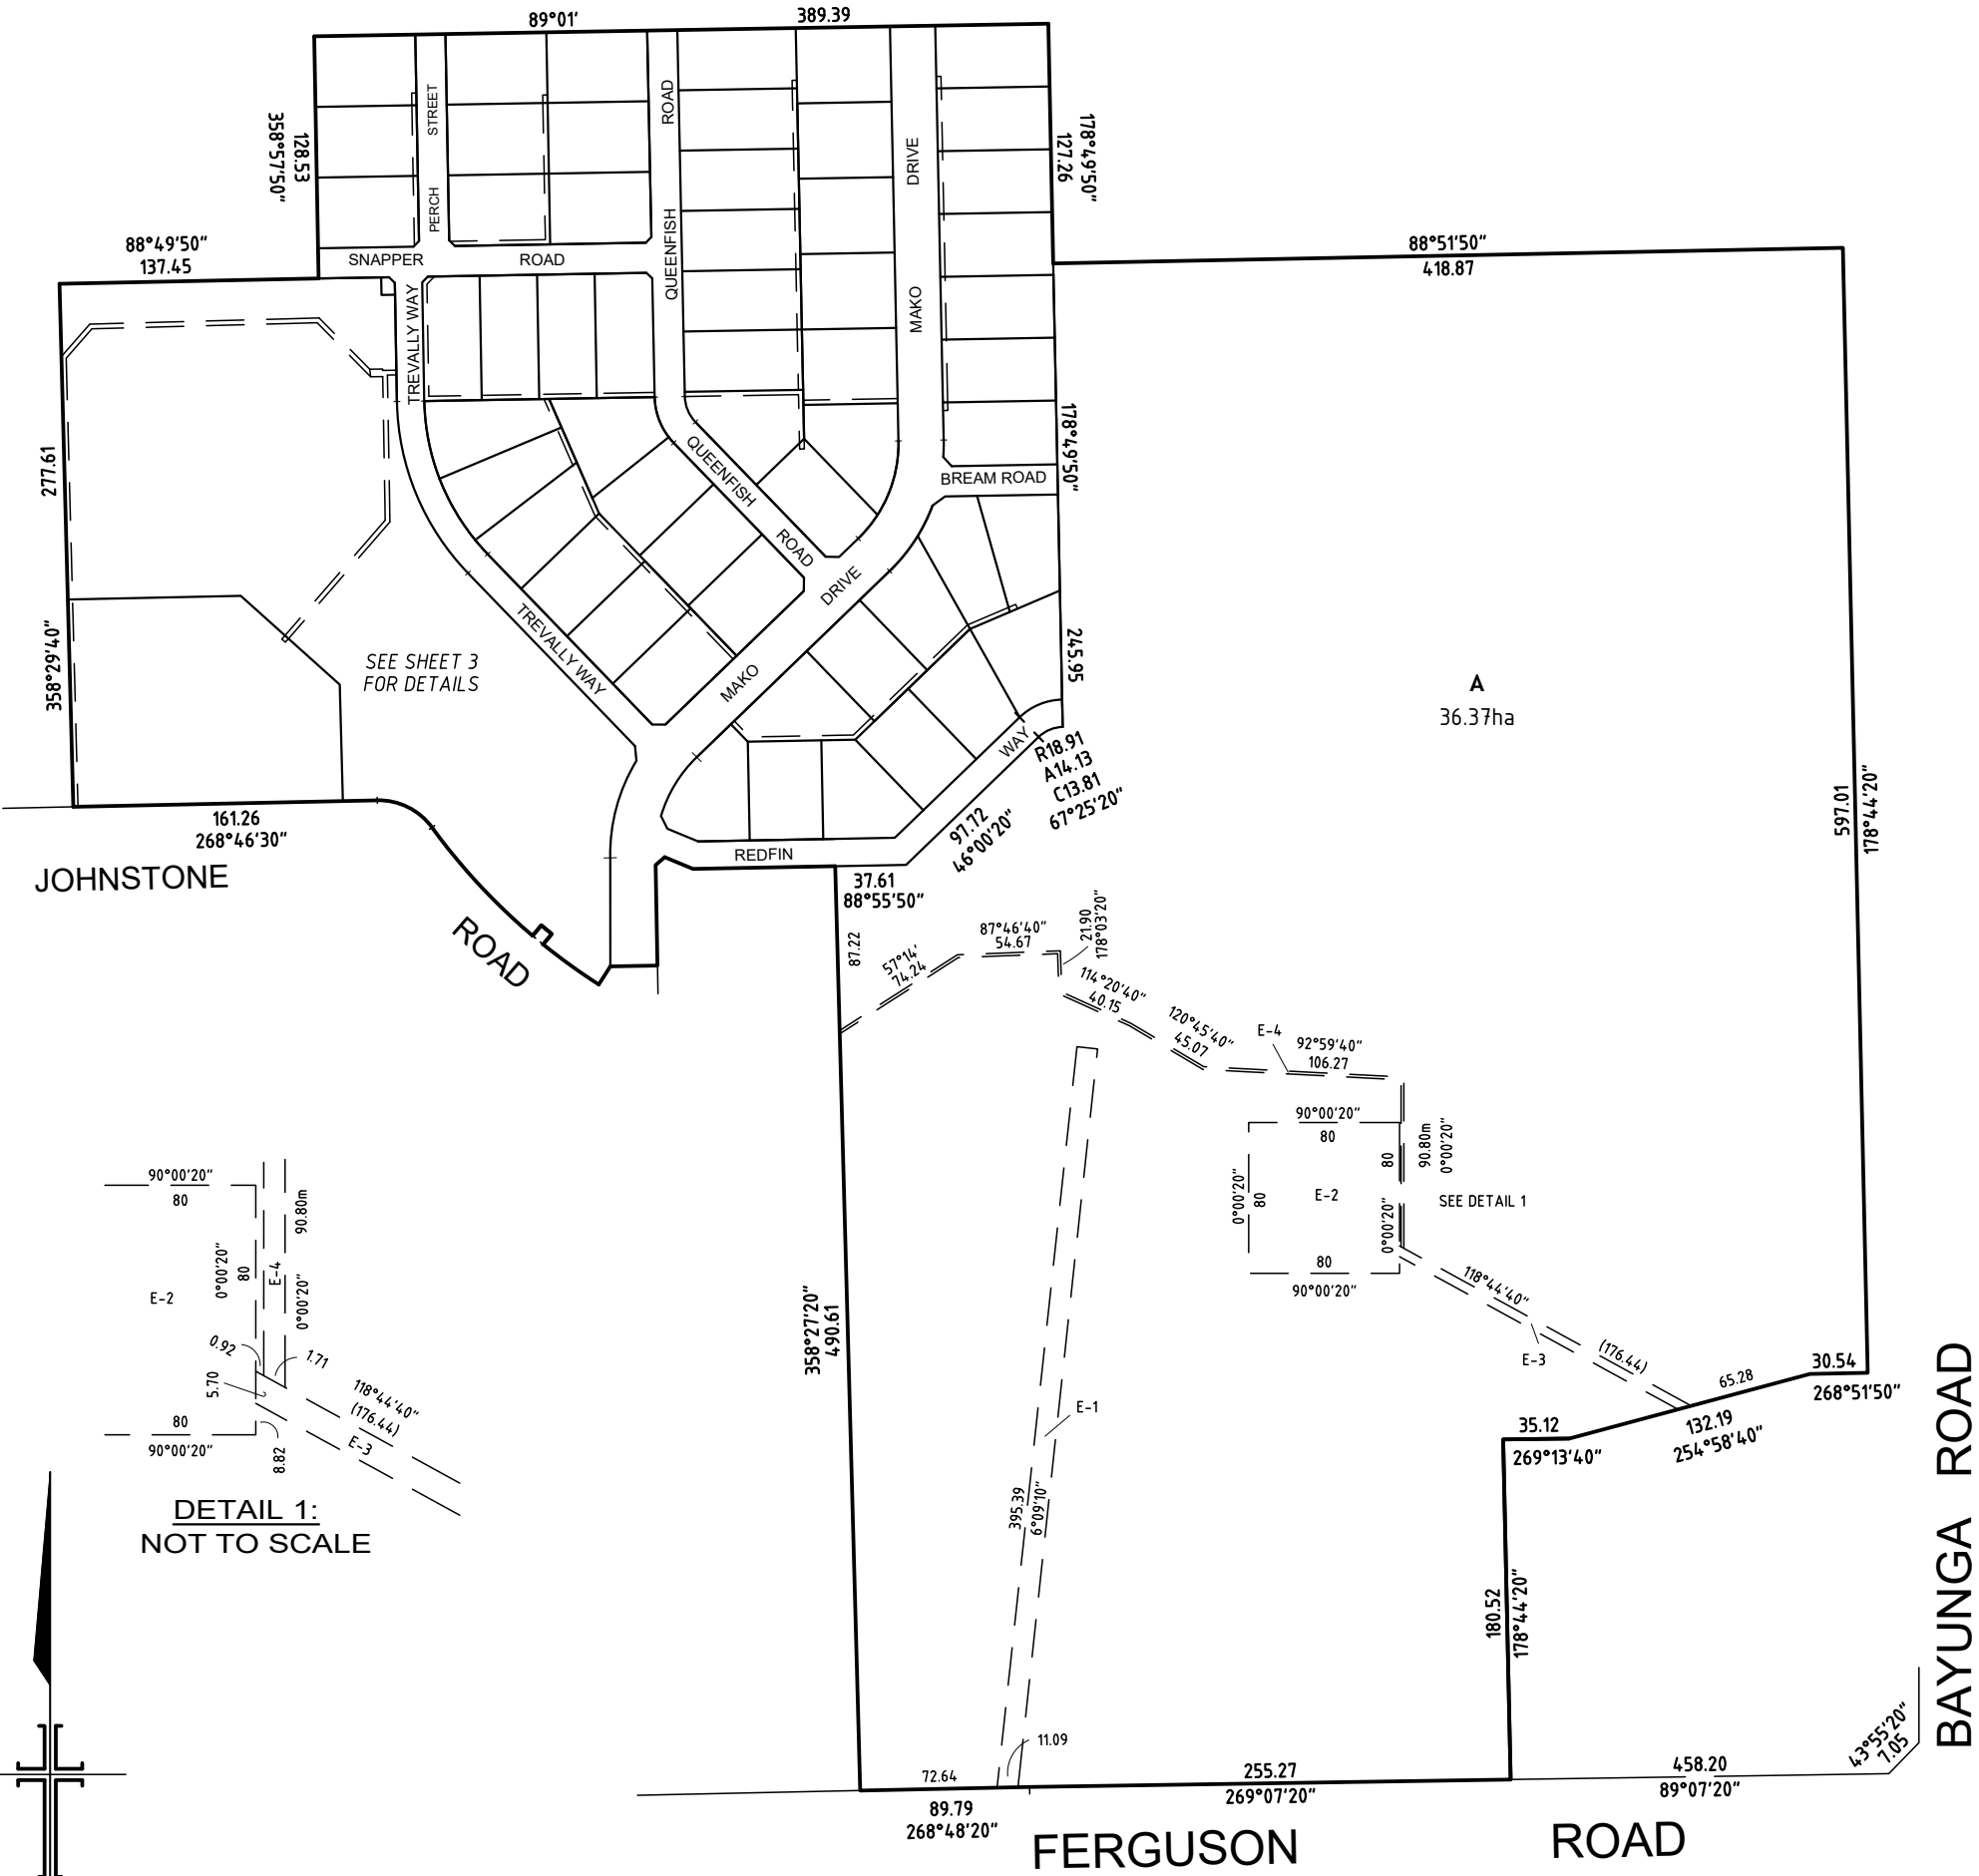 89°01'
389.39
358°57'50"
128.53
STREET
PERCH
ROAD
QUEENFISH
DRIVE
MAKO
178°49'50"
127.26
88°49'50"
137.45
SNAPPER
ROAD
88°51'50"
418.87
TREVALLY WAY
277.61
358°29'40"
QUEENFISH
ROAD
178°49'50"
BREAM ROAD
245.95
DRIVE
MAKO
TREVALLY WAY
SEE SHEET 3
FOR DETAILS
A
36.37ha
WAY
R18.91
A14.13
C13.81
67°25'20"
97.72
46°00'20"
597.01
178°44'20"
161.26
268°46'30"
REDFIN
JOHNSTONE
ROAD
37.61
88°55'50"
87.22
57°14'
74.24
87°46'40"
54.67
21.90
178°03'20"
114°20'40"
40.15
120°45'40"
45.07
E-4
92°59'40"
106.27
90°00'20"
80
0°00'20"
80
E-2
80
0°00'20"
90.80m
0°00'20"
SEE DETAIL 1
80
90°00'20"
118°44'40"
(176.44)
E-3
65.28
30.54
268°51'50"
35.12
269°13'40"
132.19
254°58'40"
90°00'20"
80
90.80m
0°00'20"
80
E-4
0°00'20"
E-2
0.92
1.71
5.70
118°44'40"
(176.44)
E-3
80
90°00'20"
8.82
DETAIL 1:
NOT TO SCALE
358°27'20"
490.61
E-1
395.39
6°09'10"
180.52
178°44'20"
BAYUNGA ROAD
11.09
72.64
89.79
268°48'20"
255.27
269°07'20"
458.20
89°07'20"
43°55'20"
7.05
FERGUSON ROAD